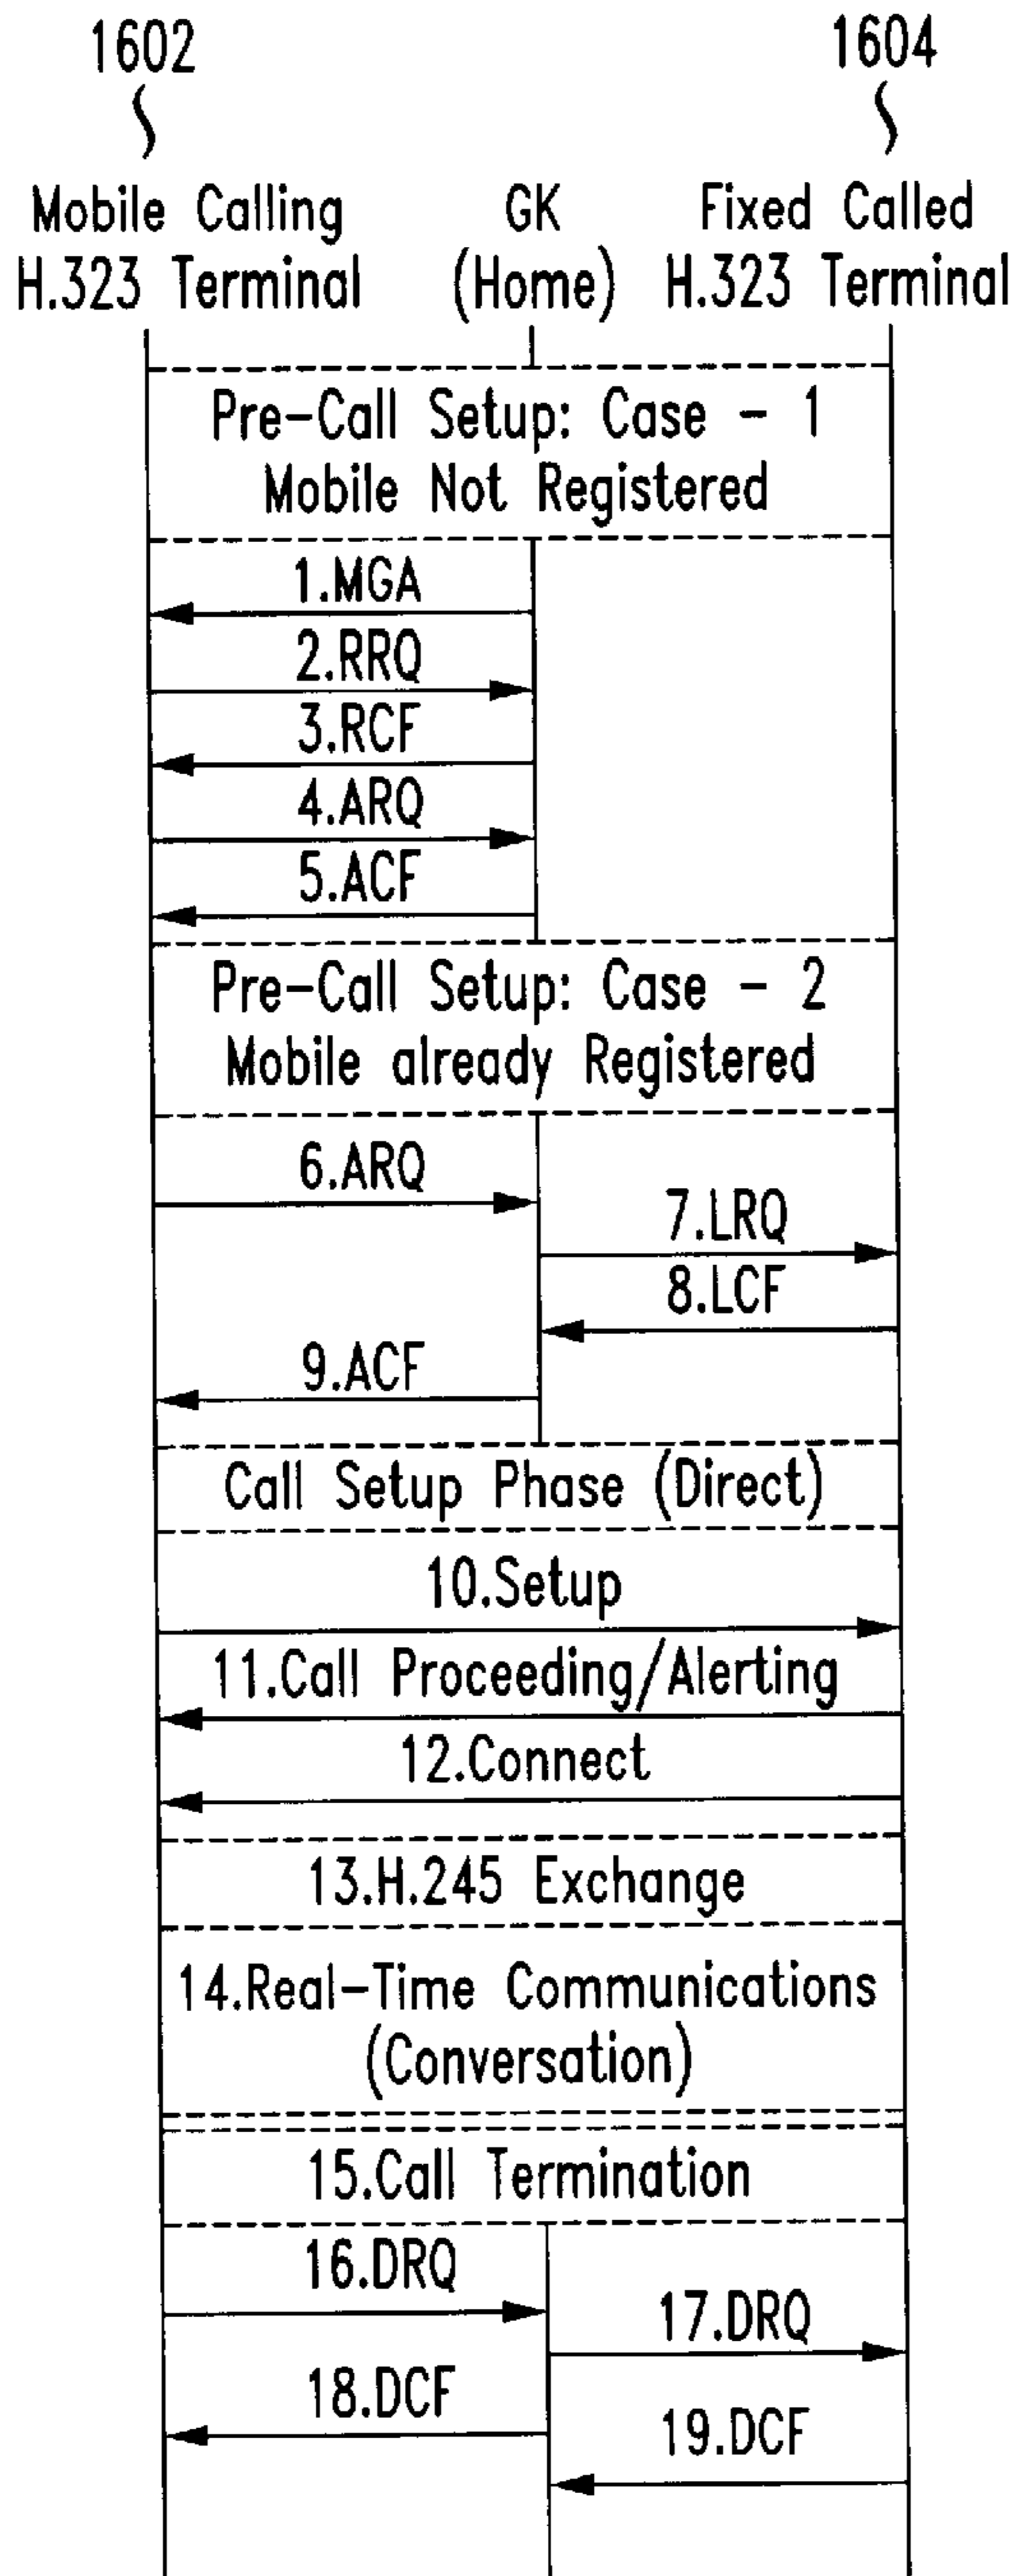 1602 1604
Mobile Calling GK Fixed Called
H.323 Terminal (Home) H.323 Terminal
Pre-Call Setup: Case - 1
Mobile Not Registered
1.MGA
2.RRQ
3.RCF
4.ARQ
5.ACF
Pre-Call Setup: Case - 2
Mobile already Registered
6.ARQ
7.LRQ
8.LCF
9.ACF
Call Setup Phase (Direct)
10.Setup
11.Call Proceeding/Alerting
12.Connect
13.H.245 Exchange
14.Real-Time Communications
(Conversation)
15.Call Termination
16.DRQ
17.DRQ
18.DCF
19.DCF